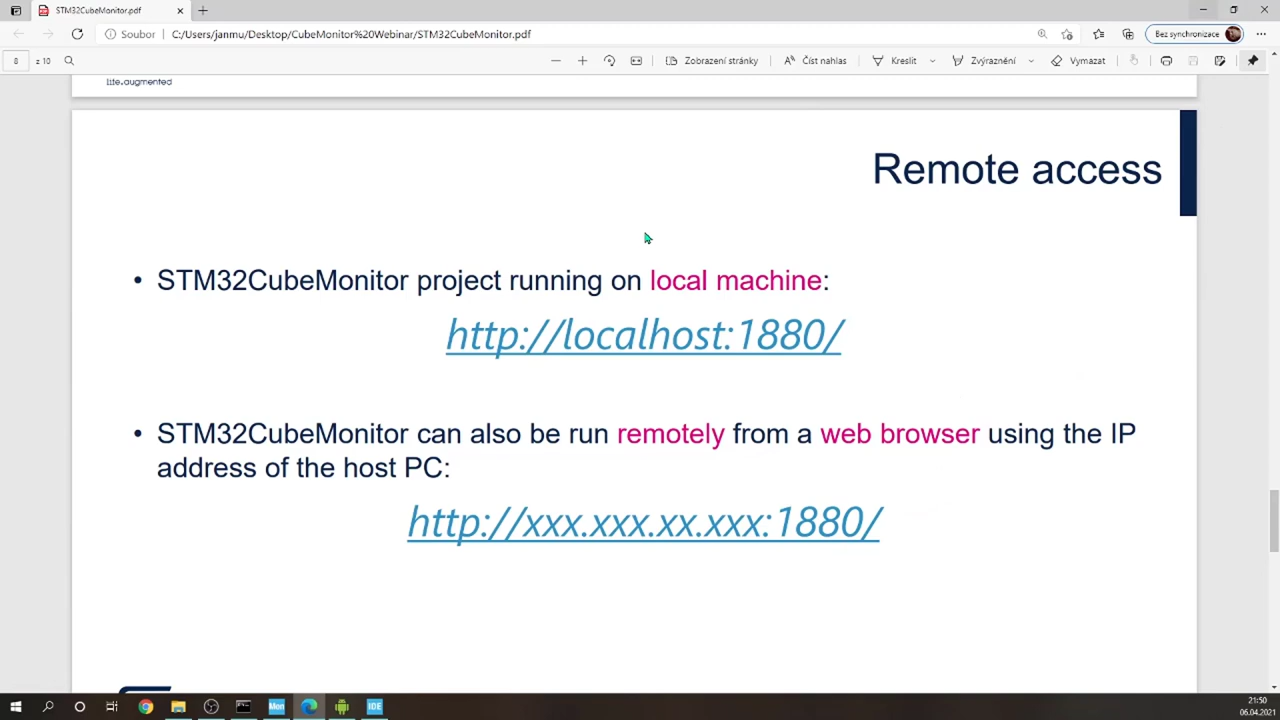 STM32CubeMonitor.pdf
Soubor
C:/Users/janmu/Desktop/CubeMonitor%20Webinar/STM32CubeMonitor.pdf
Bez synchronizace
8 z 10
Zobrazení stránky
Číst nahlas
Kreslit
Zvýraznění
Vymazat
life.augmented
Remote access
• STM32CubeMonitor project running on local machine:
http://localhost:1880/
• STM32CubeMonitor can also be run remotely from a web browser using the IP
address of the host PC:
http://xxx.xxx.xx.xxx:1880/
Mon
IDE
21:50
06.04.2021